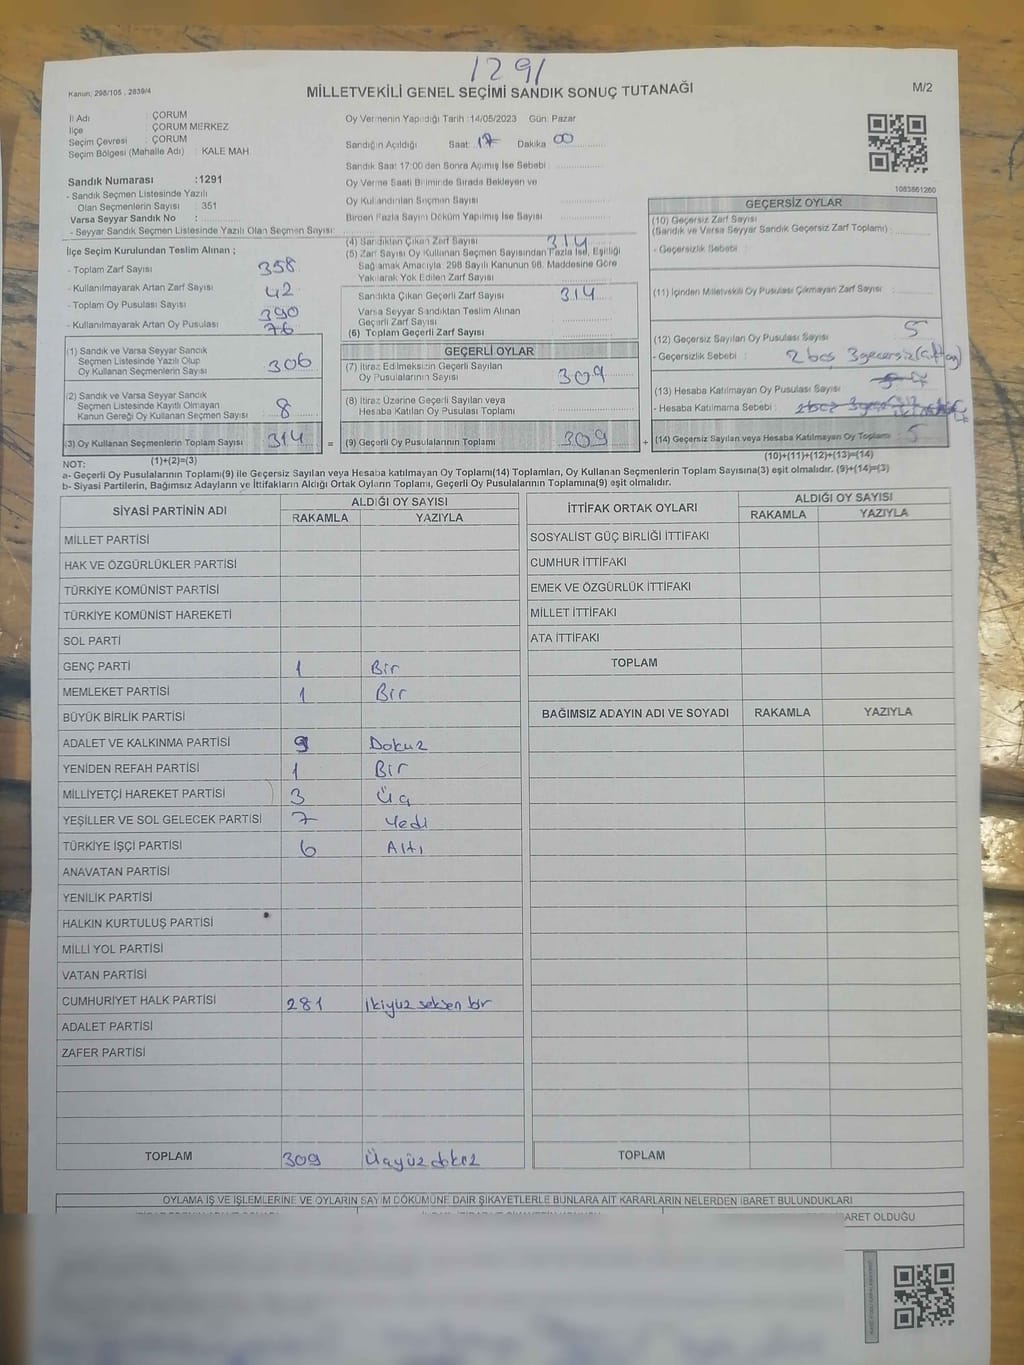 1291
Kanun, 298/105 , 2839/4
MİLLETVEKİLİ GENEL SEÇİMİ SANDIK SONUÇ TUTANAĞI
M/2
İl Adı : ÇORUM
İlçe : ÇORUM MERKEZ
Seçim Çevresi : ÇORUM
Seçim Bölgesi (Mahalle Adı) : KALE MAH.
Oy Vermenin Yapıldığı Tarih :14/05/2023 Gün: Pazar
Sandığın Açıldığı Saat: 17 Dakika 00
Sandık Saat: 17:00 den Sonra Açılmış İse Sebebi :
Oy Verme Saati Bitiminde Sırada Bekleyen ve
Oy Kullandırılan Seçmen Sayısı
Birden Fazla Sayım Döküm Yapılmış İse Sayısı
Sandık Numarası :1291
- Sandık Seçmen Listesinde Yazılı
Olan Seçmenlerin Sayısı : 351
Varsa Seyyar Sandık No :
- Seyyar Sandık Seçmen Listesinde Yazılı Olan Seçmen Sayısı:
1083861260
İlçe Seçim Kurulundan Teslim Alınan ;
- Toplam Zarf Sayısı 358
- Kullanılmayarak Artan Zarf Sayısı 42
- Toplam Oy Pusulası Sayısı 390
- Kullanılmayarak Artan Oy Pusulası 76
(1) Sandık ve Varsa Seyyar Sandık
Seçmen Listesinde Yazılı Olup
Oy Kullanan Seçmenlerin Sayısı 306
(2) Sandık ve Varsa Seyyar Sandık
Seçmen Listesinde Kayıtlı Olmayan
Kanun Gereği Oy Kullanan Seçmen Sayısı 8
(3) Oy Kullanan Seçmenlerin Toplam Sayısı 314 =
(1)+(2)=(3)
(4) Sandıktan Çıkan Zarf Sayısı 314
(5) Zarf Sayısı Oy Kullanan Seçmen Sayısından Fazla İse, Eşitliği
Sağlamak Amacıyla, 298 Sayılı Kanunun 98. Maddesine Göre
Yakılarak Yok Edilen Zarf Sayısı
Sandıkta Çıkan Geçerli Zarf Sayısı 314
Varsa Seyyar Sandıktan Teslim Alınan
Geçerli Zarf Sayısı
(6) Toplam Geçerli Zarf Sayısı
GEÇERLİ OYLAR
(7) İtiraz Edilmeksizin Geçerli Sayılan
Oy Pusulalarının Sayısı 309
(8) İtiraz Üzerine Geçerli Sayılan veya
Hesaba Katılan Oy Pusulası Toplamı
(9) Geçerli Oy Pusulalarının Toplamı 309 +
GEÇERSİZ OYLAR
(10) Geçersiz Zarf Sayısı
(Sandık ve Varsa Seyyar Sandık Geçersiz Zarf Toplamı) :
- Geçersizlik Sebebi :
(11) İçinden Milletvekili Oy Pusulası Çıkmayan Zarf Sayısı :
(12) Geçersiz Sayılan Oy Pusulası Sayısı 5
- Geçersizlik Sebebi : 2 boş 3 geçersiz
(13) Hesaba Katılmayan Oy Pusulası Sayısı
- Hesaba Katılmama Sebebi :
(14) Geçersiz Sayılan veya Hesaba Katılmayan Oy Toplamı 5
(10)+(11)+(12)+(13)=(14)
NOT:
a- Geçerli Oy Pusulalarının Toplamı(9) ile Geçersiz Sayılan veya Hesaba katılmayan Oy Toplamı(14) Toplamları, Oy Kullanan Seçmenlerin Toplam Sayısına(3) eşit olmalıdır. (9)+(14)=(3)
b- Siyasi Partilerin, Bağımsız Adayların ve İttifakların Aldığı Ortak Oyların Toplamı, Geçerli Oy Pusulalarının Toplamına(9) eşit olmalıdır.
SİYASİ PARTİNİN ADI
ALDIĞI OY SAYISI
RAKAMLA YAZIYLA
MİLLET PARTİSİ
HAK VE ÖZGÜRLÜKLER PARTİSİ
TÜRKİYE KOMÜNİST PARTİSİ
TÜRKİYE KOMÜNİST HAREKETİ
SOL PARTİ
GENÇ PARTİ 1 Bir
MEMLEKET PARTİSİ 1 Bir
BÜYÜK BİRLİK PARTİSİ
ADALET VE KALKINMA PARTİSİ 9 Dokuz
YENİDEN REFAH PARTİSİ 1 Bir
MİLLİYETÇİ HAREKET PARTİSİ 3 Üç
YEŞİLLER VE SOL GELECEK PARTİSİ 7 Yedi
TÜRKİYE İŞÇİ PARTİSİ 6 Altı
ANAVATAN PARTİSİ
YENİLİK PARTİSİ
HALKIN KURTULUŞ PARTİSİ
MİLLİ YOL PARTİSİ
VATAN PARTİSİ
CUMHURİYET HALK PARTİSİ 281 ikiyüz seksen bir
ADALET PARTİSİ
ZAFER PARTİSİ
TOPLAM 309 Üçyüz dokuz
İTTİFAK ORTAK OYLARI
ALDIĞI OY SAYISI
RAKAMLA YAZIYLA
SOSYALİST GÜÇ BİRLİĞİ İTTİFAKI
CUMHUR İTTİFAKI
EMEK VE ÖZGÜRLÜK İTTİFAKI
MİLLET İTTİFAKI
ATA İTTİFAKI
TOPLAM
BAĞIMSIZ ADAYIN ADI VE SOYADI RAKAMLA YAZIYLA
TOPLAM
OYLAMA İŞ VE İŞLEMLERİNE VE OYLARIN SAYIM DÖKÜMÜNE DAİR ŞİKAYETLERLE BUNLARA AİT KARARLARIN NELERDEN İBARET BULUNDUKLARI
BARET OLDUĞU